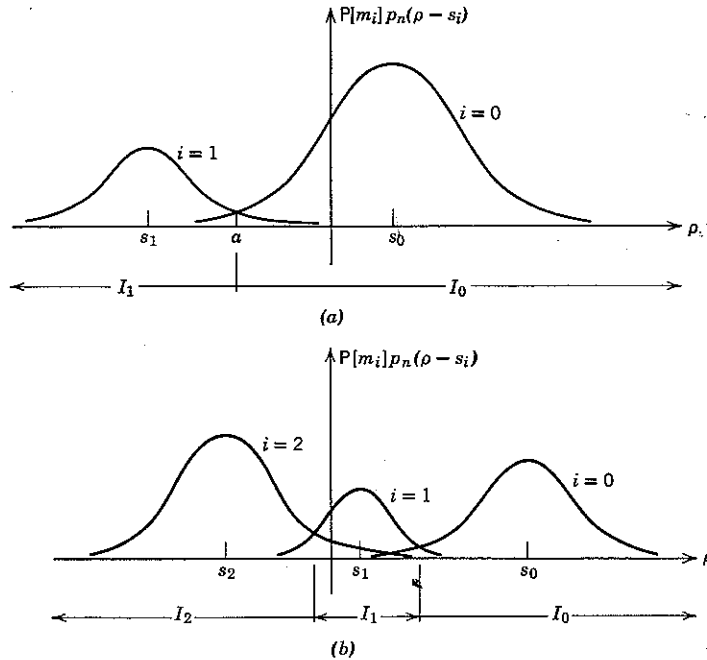 P[m_i] p_n(ρ − s_i)
i = 0
i = 1
s_1
a
s_0
ρ
I_1
I_0
(a)
P[m_i] p_n(ρ − s_i)
i = 2
i = 1
i = 0
s_2
s_1
s_0
I_2
I_1
I_0
(b)